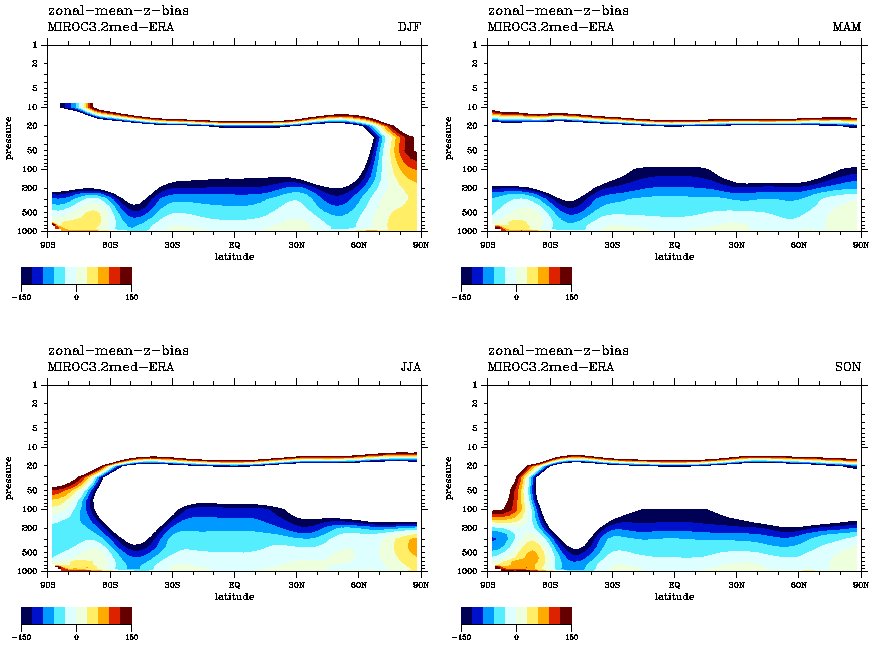 zonal-mean-z-bias
MIROC3.2med-ERA DJF
1
2
5
10
20
50
100
200
500
1000
pressure
90S 60S 30S EQ 30N 60N 90N
latitude
-150 0 150
zonal-mean-z-bias
MIROC3.2med-ERA MAM
1
2
5
10
20
50
100
200
500
1000
pressure
90S 60S 30S EQ 30N 60N 90N
latitude
-150 0 150
zonal-mean-z-bias
MIROC3.2med-ERA JJA
1
2
5
10
20
50
100
200
500
1000
pressure
90S 60S 30S EQ 30N 60N 90N
latitude
-150 0 150
zonal-mean-z-bias
MIROC3.2med-ERA SON
1
2
5
10
20
50
100
200
500
1000
pressure
90S 60S 30S EQ 30N 60N 90N
latitude
-150 0 150